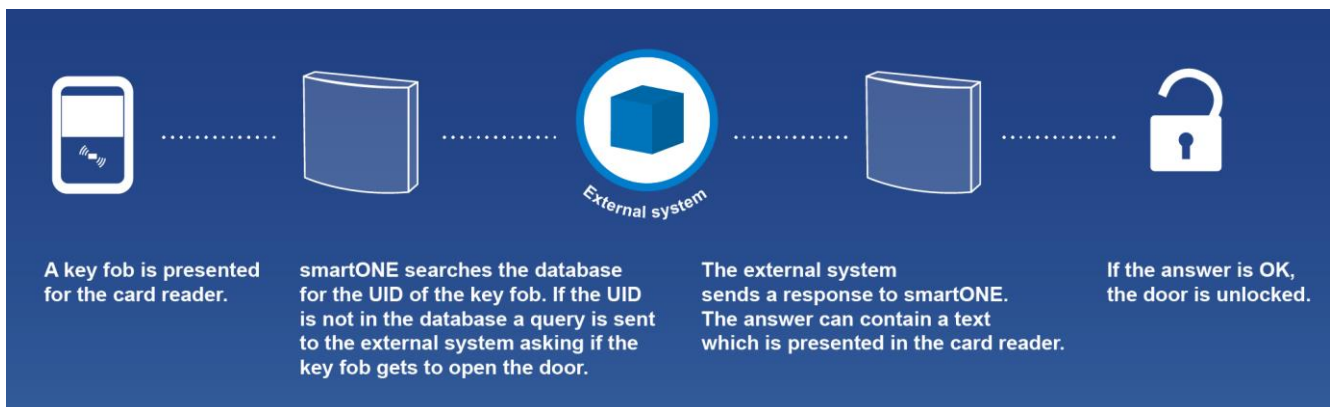 External system
A key fob is presented
for the card reader.
smartONE searches the database
for the UID of the key fob. If the UID
is not in the database a query is sent
to the external system asking if the
key fob gets to open the door.
The external system
sends a response to smartONE.
The answer can contain a text
which is presented in the card reader.
If the answer is OK,
the door is unlocked.